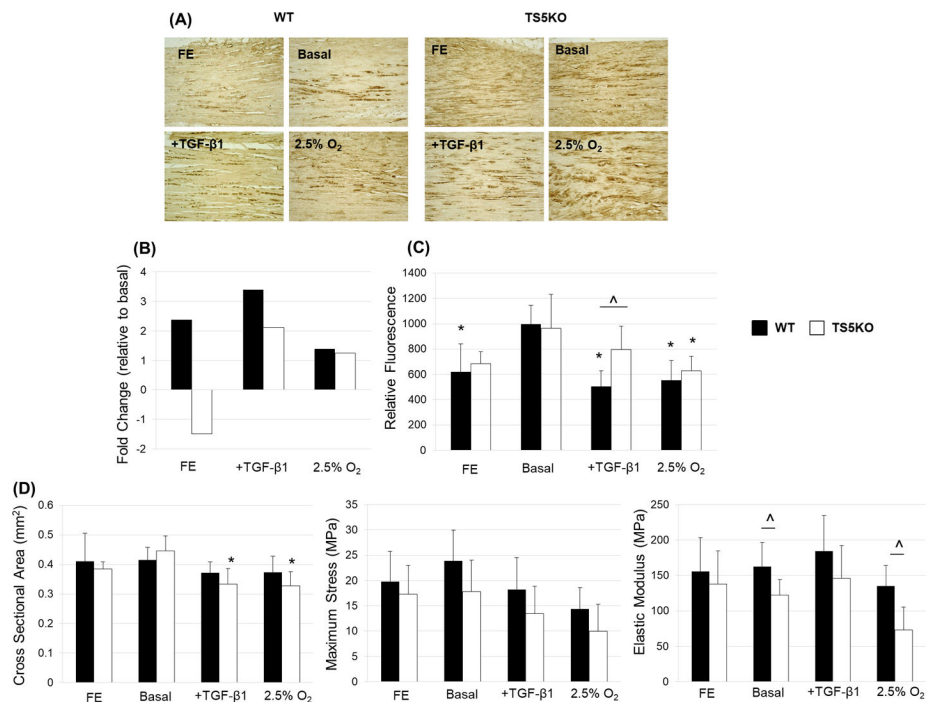 (A)
WT
TS5KO
FE
Basal
FE
Basal
+TGF-β1
2.5% O2
+TGF-β1
2.5% O2
(B)
Fold Change (relative to basal)
4
3
2
1
0
-1
-2
FE
+TGF-β1
2.5% O2
(C)
Relative Fluorescence
1400
1200
1000
800
600
400
200
0
*
^
*
*
*
FE
Basal
+TGF-β1
2.5% O2
WT
TS5KO
(D)
Cross Sectional Area (mm2)
0.6
0.5
0.4
0.3
0.2
0.1
0
*
*
FE
Basal
+TGF-β1
2.5% O2
Maximum Stress (MPa)
35
30
25
20
15
10
5
0
FE
Basal
+TGF-β1
2.5% O2
Elastic Modulus (MPa)
250
200
150
100
50
0
^
^
FE
Basal
+TGF-β1
2.5% O2